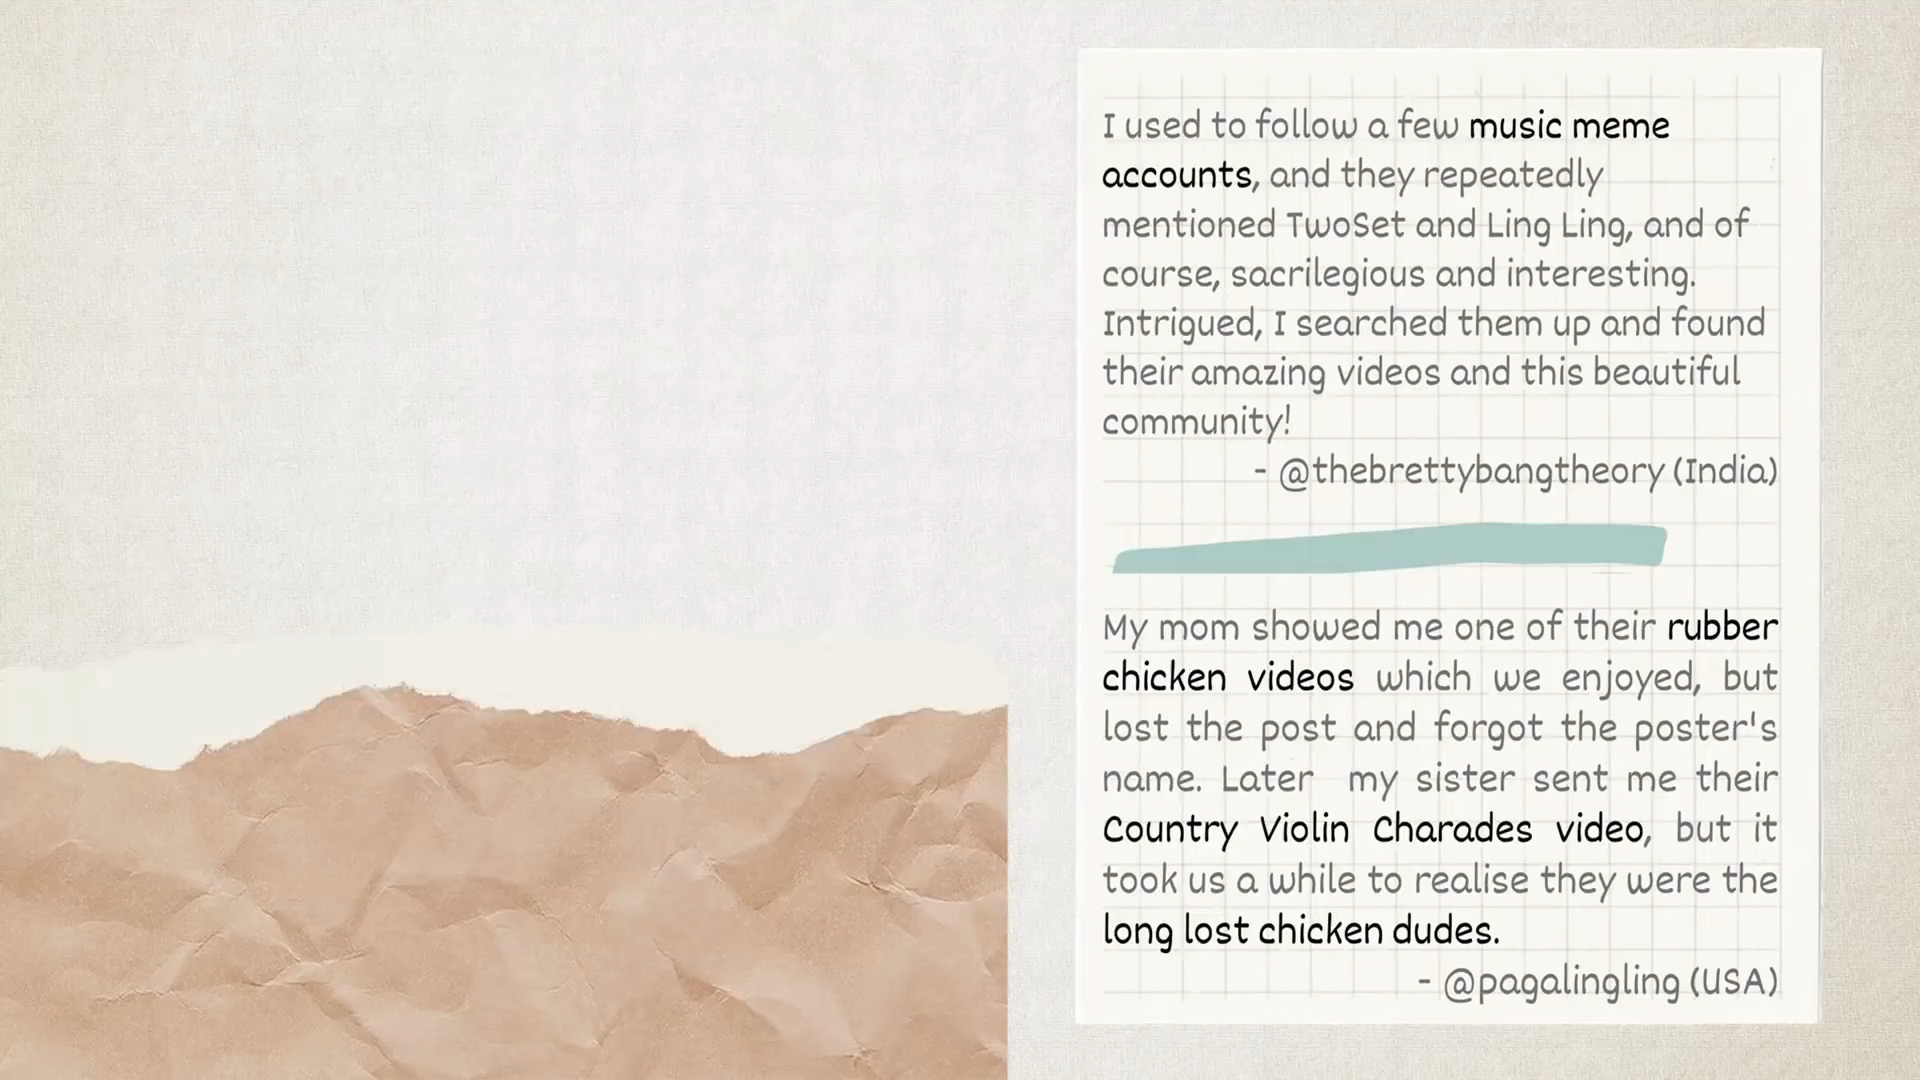 I used to follow a few music meme
accounts, and they repeatedly
mentioned TwoSet and Ling Ling, and of
course, sacrilegious and interesting.
Intrigued, I searched them up and found
their amazing videos and this beautiful
community!
- @thebrettybangtheory (India)
My mom showed me one of their rubber
chicken videos which we enjoyed, but
lost the post and forgot the poster's
name. Later my sister sent me their
Country Violin Charades video, but it
took us a while to realise they were the
long lost chicken dudes.
- @pagalingling (USA)